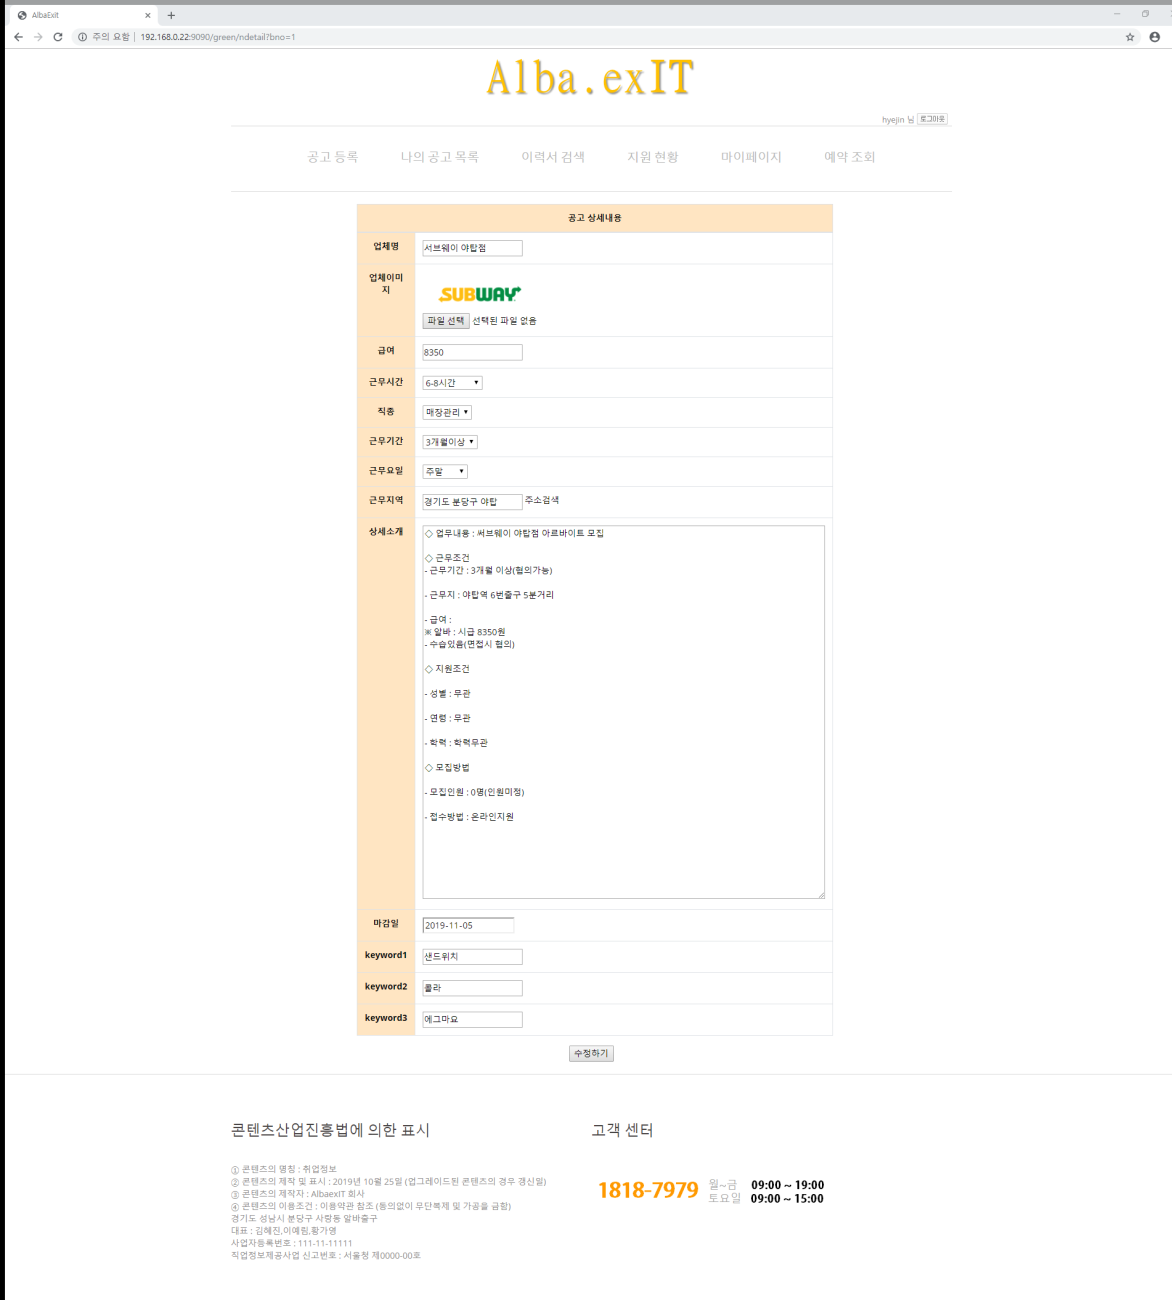 AlbaExit
주의 요함 | 192.168.0.22:9090/green/ndetail?bno=1
Alba.exIT
hyejin 님 로그아웃
공고 등록 나의 공고 목록 이력서 검색 지원 현황 마이페이지 예약 조회
공고 상세내용
업체명 서브웨이 야탑점
업체이미
지
SUBWAY
파일 선택 선택된 파일 없음
급여 8350
근무시간 6-8시간
직종 매장관리
근무기간 3개월이상
근무요일 주말
근무지역 경기도 분당구 야탑 주소검색
상세소개
◇ 업무내용 : 써브웨이 야탑점 아르바이트 모집
◇ 근무조건
- 근무기간 : 3개월 이상(협의가능)
- 근무지 : 야탑역 6번출구 5분거리
- 급여 :
※ 알바 : 시급 8350원
- 수습있음(면접시 협의)
◇ 지원조건
- 성별 : 무관
- 연령 : 무관
- 학력 : 학력무관
◇ 모집방법
- 모집인원 : 0명(인원미정)
- 접수방법 : 온라인지원
마감일 2019-11-05
keyword1 샌드위치
keyword2 콜라
keyword3 에그마요
수정하기
콘텐츠산업진흥법에 의한 표시
① 콘텐츠의 명칭 : 취업정보
② 콘텐츠의 제작 및 표시 : 2019년 10월 25일 (업그레이드된 콘텐츠의 경우 갱신일)
③ 콘텐츠의 제작자 : AlbaexIT 회사
④ 콘텐츠의 이용조건 : 이용약관 참조 (동의없이 무단복제 및 가공을 금함)
경기도 성남시 분당구 사랑동 알바출구
대표 : 김혜진,이예림,황가영
사업자등록번호 : 111-11-11111
직업정보제공사업 신고번호 : 서울청 제0000-00호
고객 센터
1818-7979
월~금 09:00 ~ 19:00
토요일 09:00 ~ 15:00